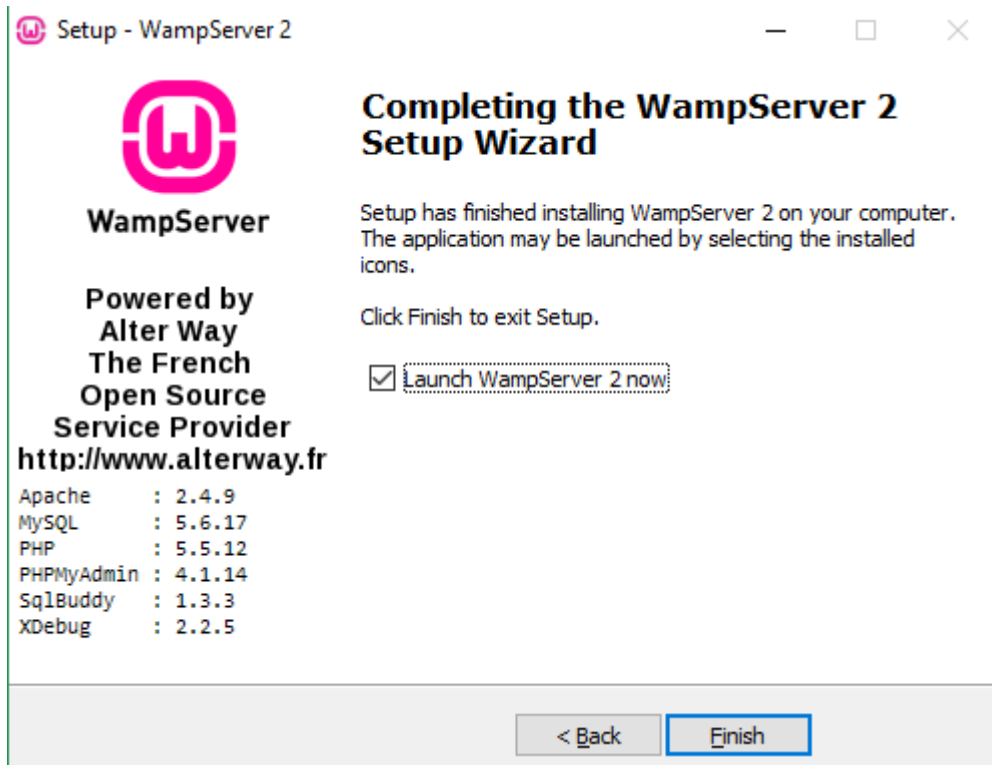 Setup - WampServer 2
WampServer
Powered by
Alter Way
The French
Open Source
Service Provider
http://www.alterway.fr
Apache : 2.4.9
MySQL : 5.6.17
PHP : 5.5.12
PHPMyAdmin : 4.1.14
SqlBuddy : 1.3.3
XDebug : 2.2.5
Completing the WampServer 2
Setup Wizard
Setup has finished installing WampServer 2 on your computer.
The application may be launched by selecting the installed
icons.
Click Finish to exit Setup.
Launch WampServer 2 now
< Back
Finish